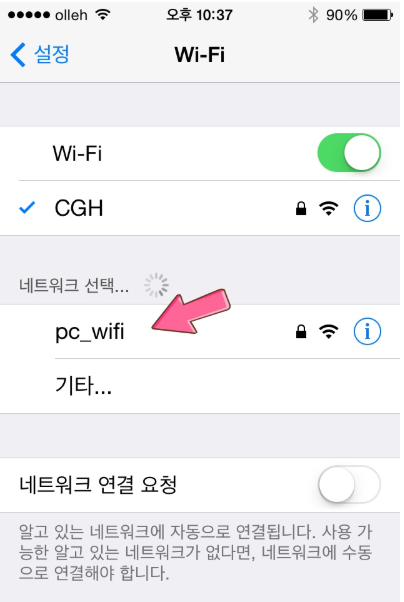 olleh 오후 10:37 90%
설정 Wi-Fi
Wi-Fi
CGH
네트워크 선택...
pc_wifi
기타...
네트워크 연결 요청
알고 있는 네트워크에 자동으로 연결됩니다. 사용 가
능한 알고 있는 네트워크가 없다면, 네트워크에 수동
으로 연결해야 합니다.